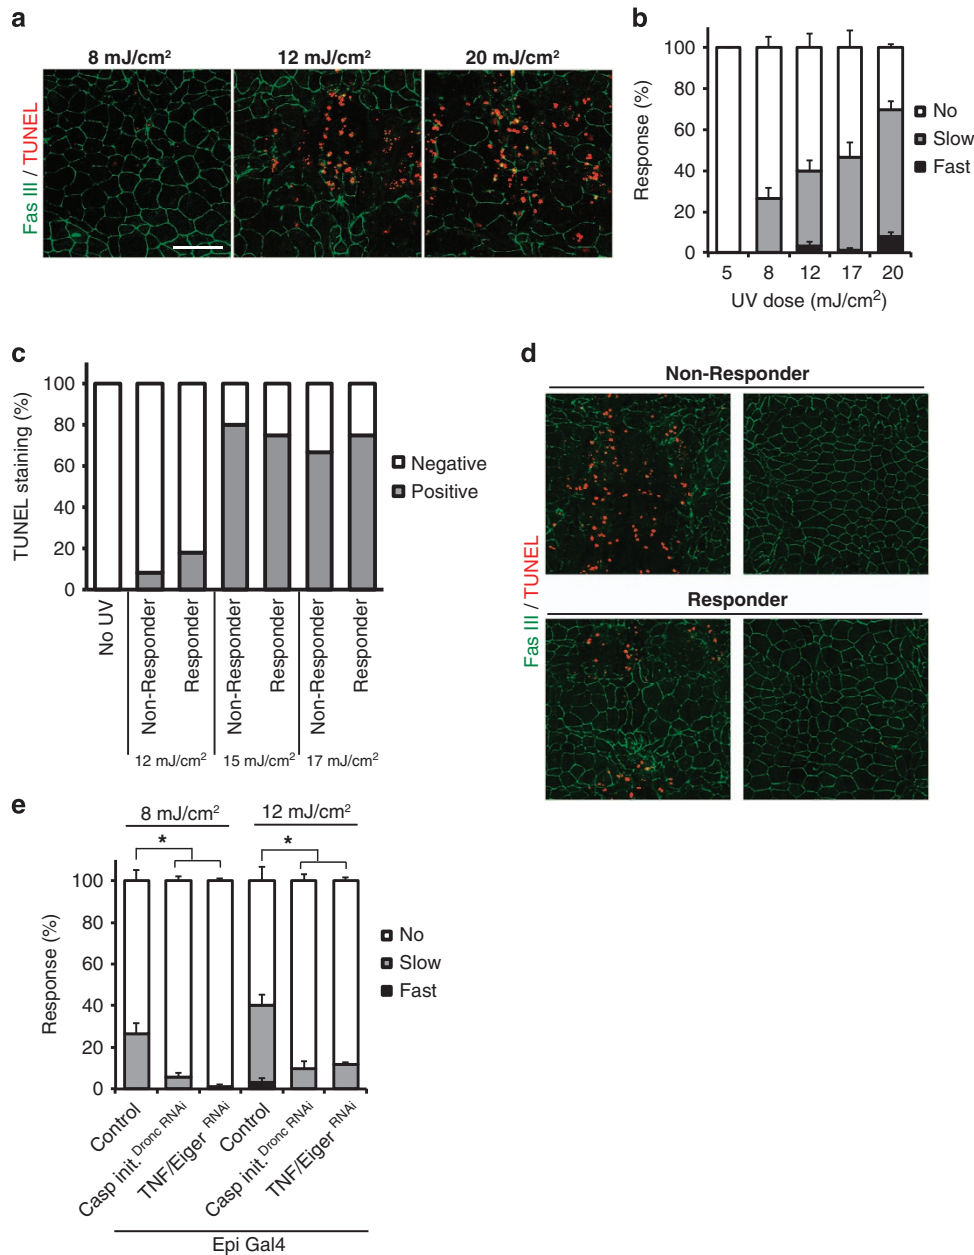 a
8 mJ/cm²
12 mJ/cm²
20 mJ/cm²
Fas III / TUNEL
b
Response (%)
100
80
60
40
20
0
5
8
12
17
20
UV dose (mJ/cm²)
No
Slow
Fast
c
TUNEL staining (%)
100
80
60
40
20
0
Negative
Positive
No UV
Non-Responder
Responder
Non-Responder
Responder
Non-Responder
Responder
12 mJ/cm²
15 mJ/cm²
17 mJ/cm²
d
Non-Responder
Responder
Fas III / TUNEL
e
8 mJ/cm²
12 mJ/cm²
*
*
Response (%)
100
80
60
40
20
0
No
Slow
Fast
Control
Casp init. Dronc RNAi
TNF/Eiger RNAi
Control
Casp init. Dronc RNAi
TNF/Eiger RNAi
Epi Gal4